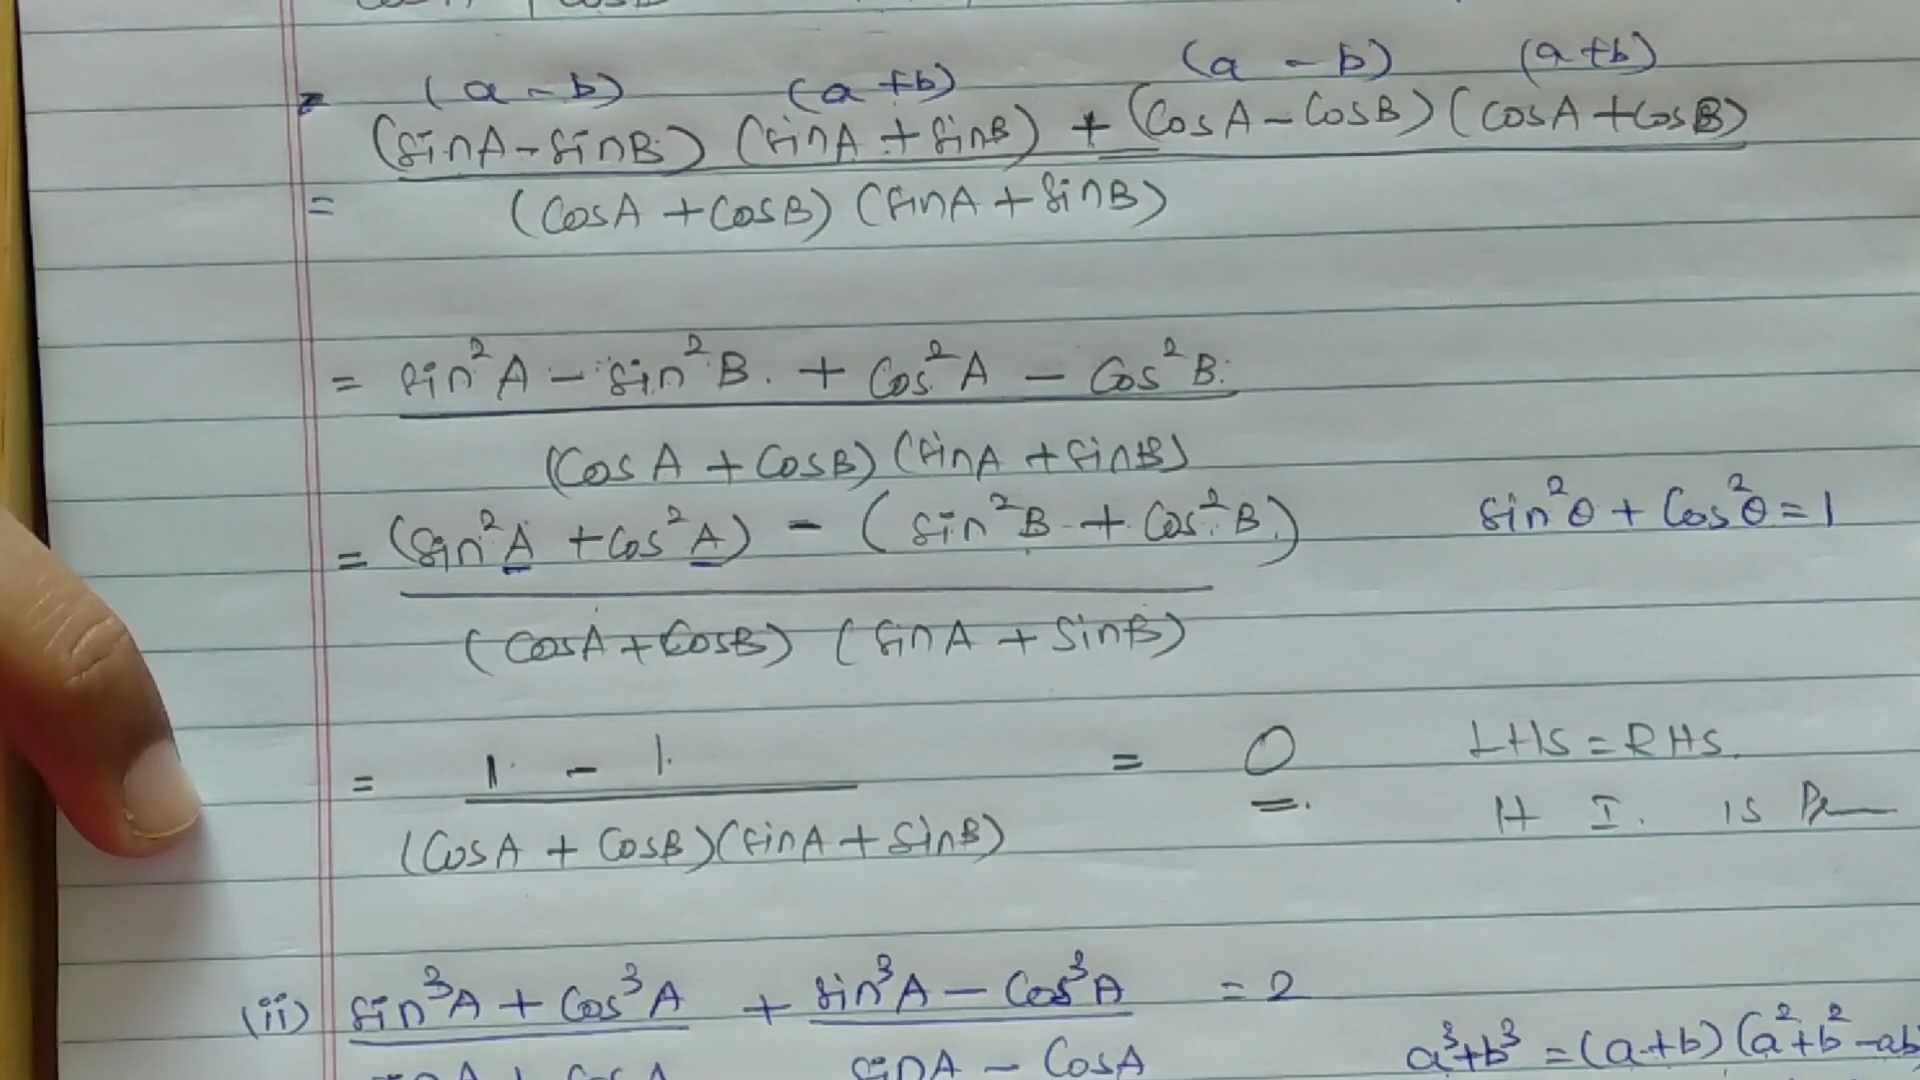 (a - b) (a + b) (a - b) (a + b)
= (sinA - sinB) (sinA + sinB) + (CosA - CosB) (cosA + cosB)
(CosA + CosB) (sinA + sinB)
= sin²A - sin²B. + Cos²A - Cos²B.
(CosA + CosB) (sinA + sinB)
= (sin²A + Cos²A) - (sin²B + Cos²B) sin²θ + Cos²θ = 1
(CosA + CosB) (sinA + SinB)
= 1 - 1 = 0 LHS = RHS.
(CosA + CosB) (sinA + SinB) H I. is
(ii) sin³A + Cos³A + sin³A - Cos³A = 2
sinA - CosA a³+b³ = (a+b) (a²+b²-ab